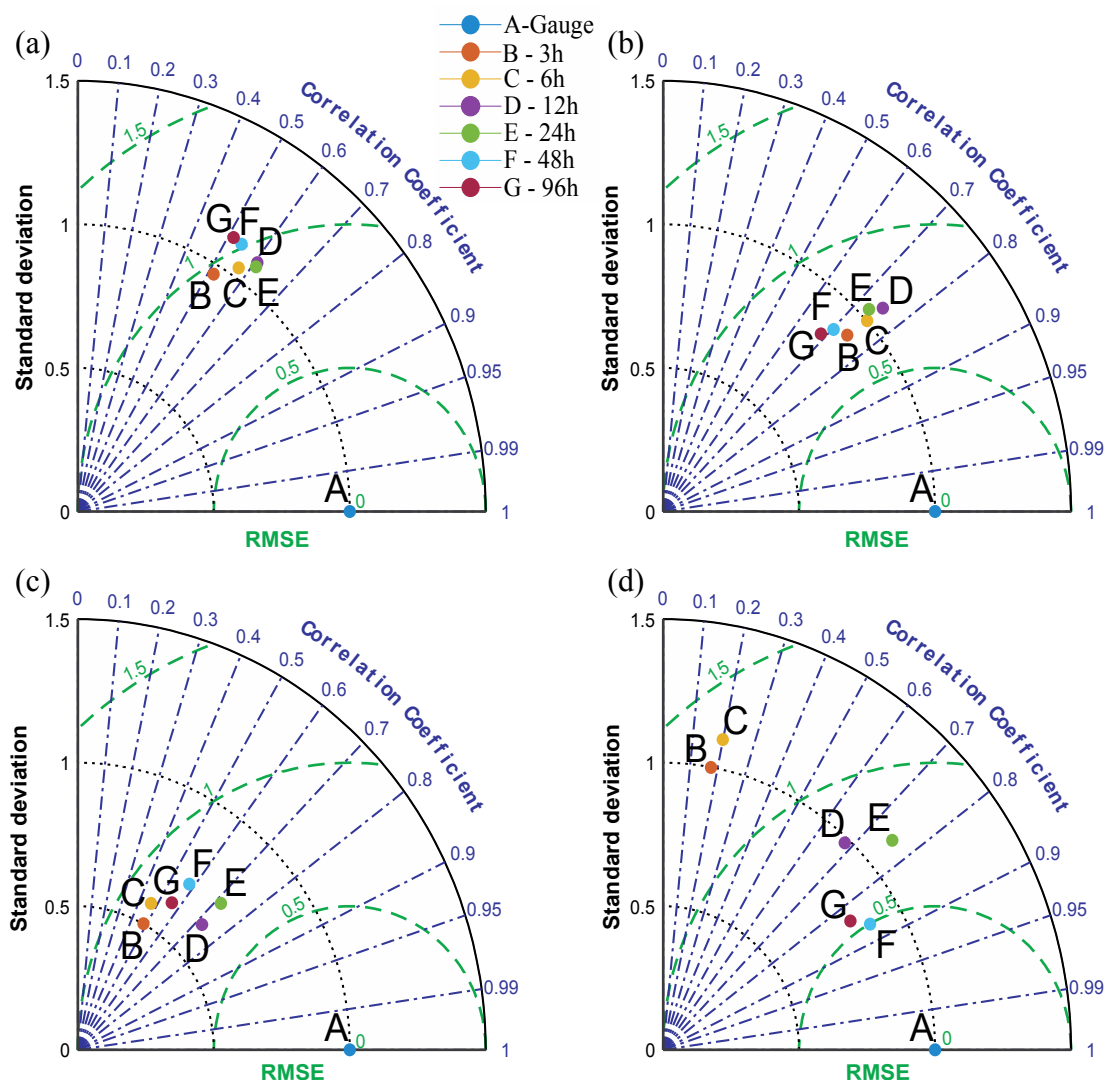 A-Gauge
B - 3h
C - 6h
D - 12h
E - 24h
F - 48h
G - 96h
(a)
Standard deviation
1.5
1
0.5
0
0 0.1 0.2 0.3 0.4 0.5 0.6 0.7 0.8 0.9 0.95 0.99 1
Correlation Coefficient
1.5
1
0.5
0
G F D
B C E
A
RMSE
(b)
Standard deviation
1.5
1
0.5
0
0 0.1 0.2 0.3 0.4 0.5 0.6 0.7 0.8 0.9 0.95 0.99 1
Correlation Coefficient
1.5
1
0.5
0
F E D
G B C
A
RMSE
(c)
Standard deviation
1.5
1
0.5
0
0 0.1 0.2 0.3 0.4 0.5 0.6 0.7 0.8 0.9 0.95 0.99 1
Correlation Coefficient
1.5
1
0.5
0
C G F E
B D
A
RMSE
(d)
Standard deviation
1.5
1
0.5
0
0 0.1 0.2 0.3 0.4 0.5 0.6 0.7 0.8 0.9 0.95 0.99 1
Correlation Coefficient
1.5
1
0.5
0
B C
D E
G F
A
RMSE